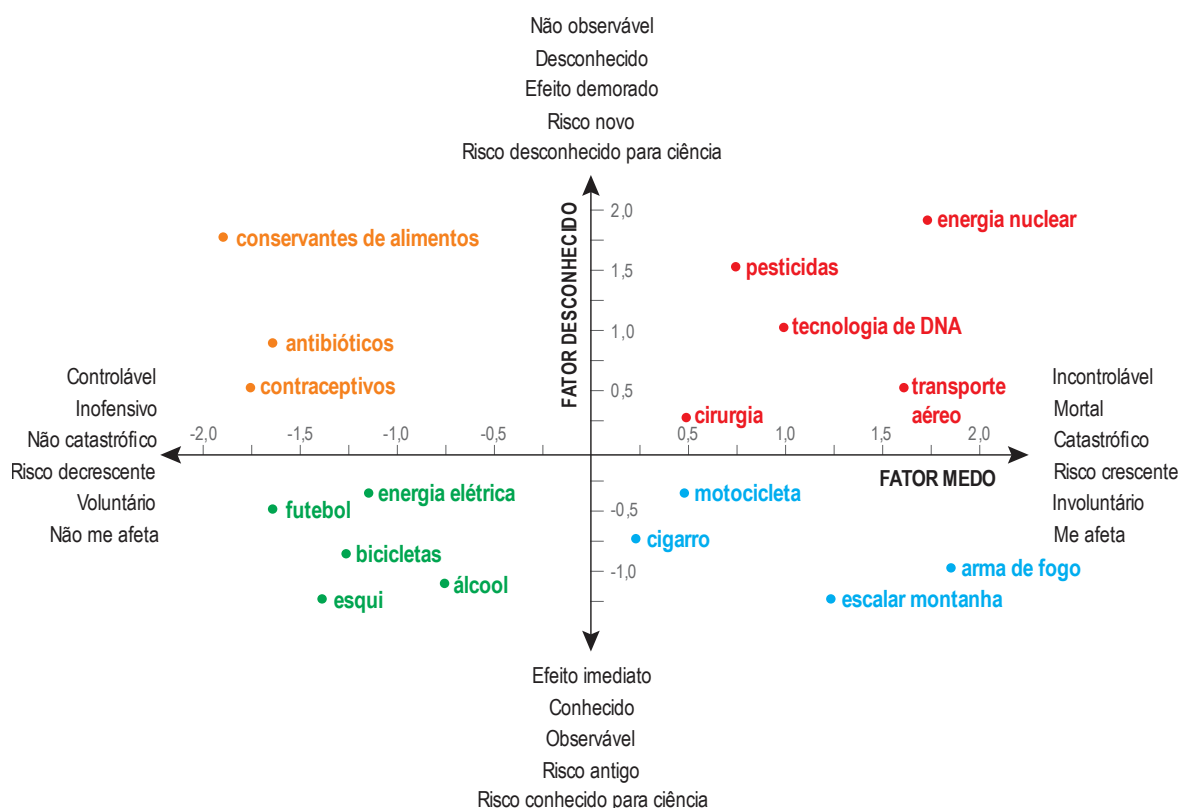 Não observável
Desconhecido
Efeito demorado
Risco novo
Risco desconhecido para ciência
FATOR DESCONHECIDO
2,0
1,5
1,0
0,5
-0,5
-1,0
conservantes de alimentos
antibióticos
contraceptivos
energia nuclear
pesticidas
tecnologia de DNA
transporte
aéreo
cirurgia
Controlável
Inofensivo
Não catastrófico
Risco decrescente
Voluntário
Não me afeta
-2,0
-1,5
-1,0
-0,5
0,5
1,0
1,5
2,0
FATOR MEDO
Incontrolável
Mortal
Catastrófico
Risco crescente
Involuntário
Me afeta
energia elétrica
futebol
bicicletas
álcool
esqui
motocicleta
cigarro
arma de fogo
escalar montanha
Efeito imediato
Conhecido
Observável
Risco antigo
Risco conhecido para ciência